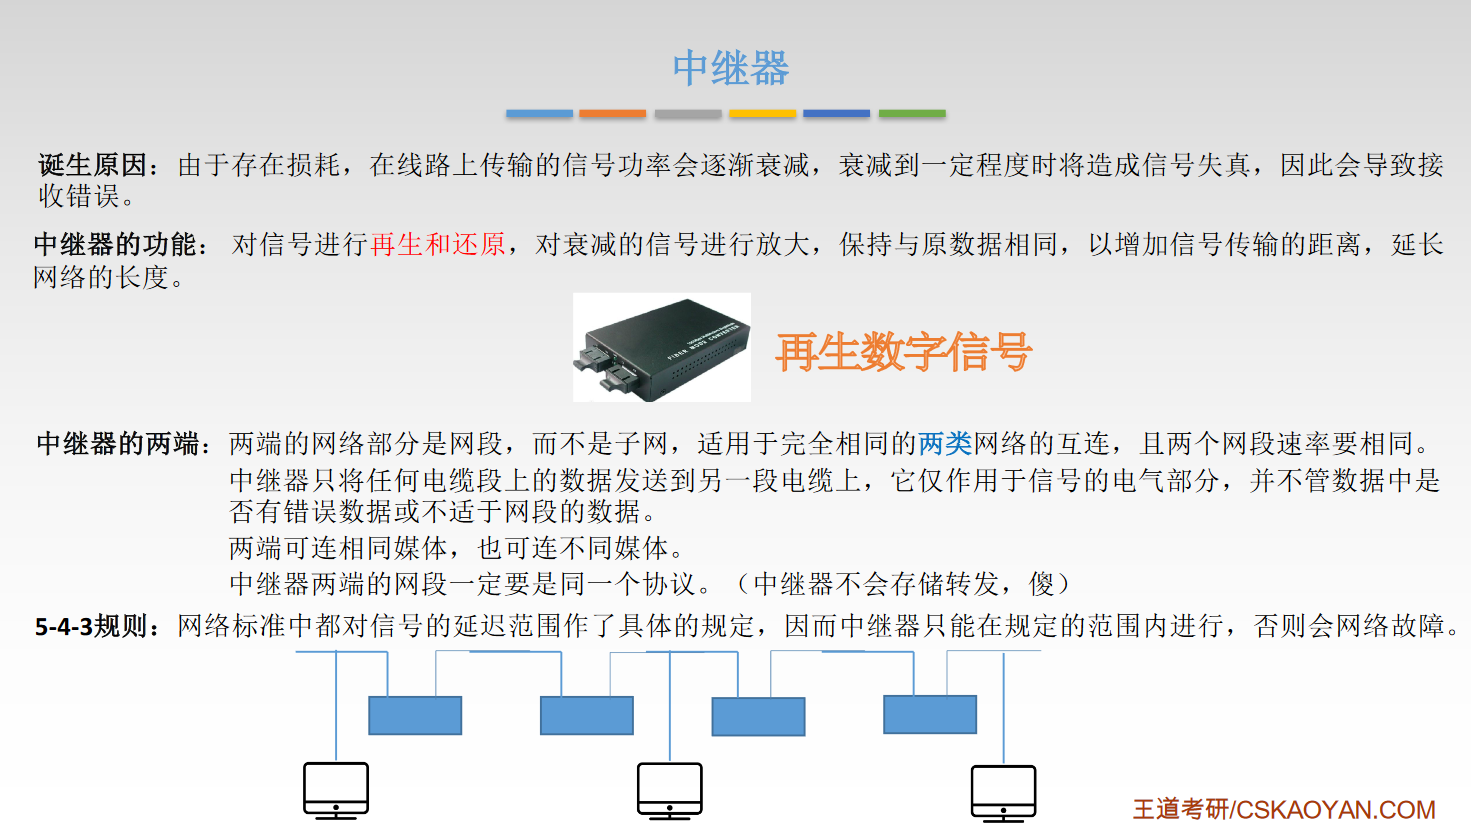 中继器
诞生原因：由于存在损耗，在线路上传输的信号功率会逐渐衰减，衰减到一定程度时将造成信号失真，因此会导致接
收错误。
中继器的功能： 对信号进行再生和还原，对衰减的信号进行放大，保持与原数据相同，以增加信号传输的距离，延长
网络的长度。
FIBER MODE CONVERTER
再生数字信号
中继器的两端：两端的网络部分是网段，而不是子网，适用于完全相同的两类网络的互连，且两个网段速率要相同。
中继器只将任何电缆段上的数据发送到另一段电缆上，它仅作用于信号的电气部分，并不管数据中是
否有错误数据或不适于网段的数据。
两端可连相同媒体，也可连不同媒体。
中继器两端的网段一定要是同一个协议。（中继器不会存储转发，傻）
5-4-3规则：网络标准中都对信号的延迟范围作了具体的规定，因而中继器只能在规定的范围内进行，否则会网络故障。
王道考研/CSKAOYAN.COM